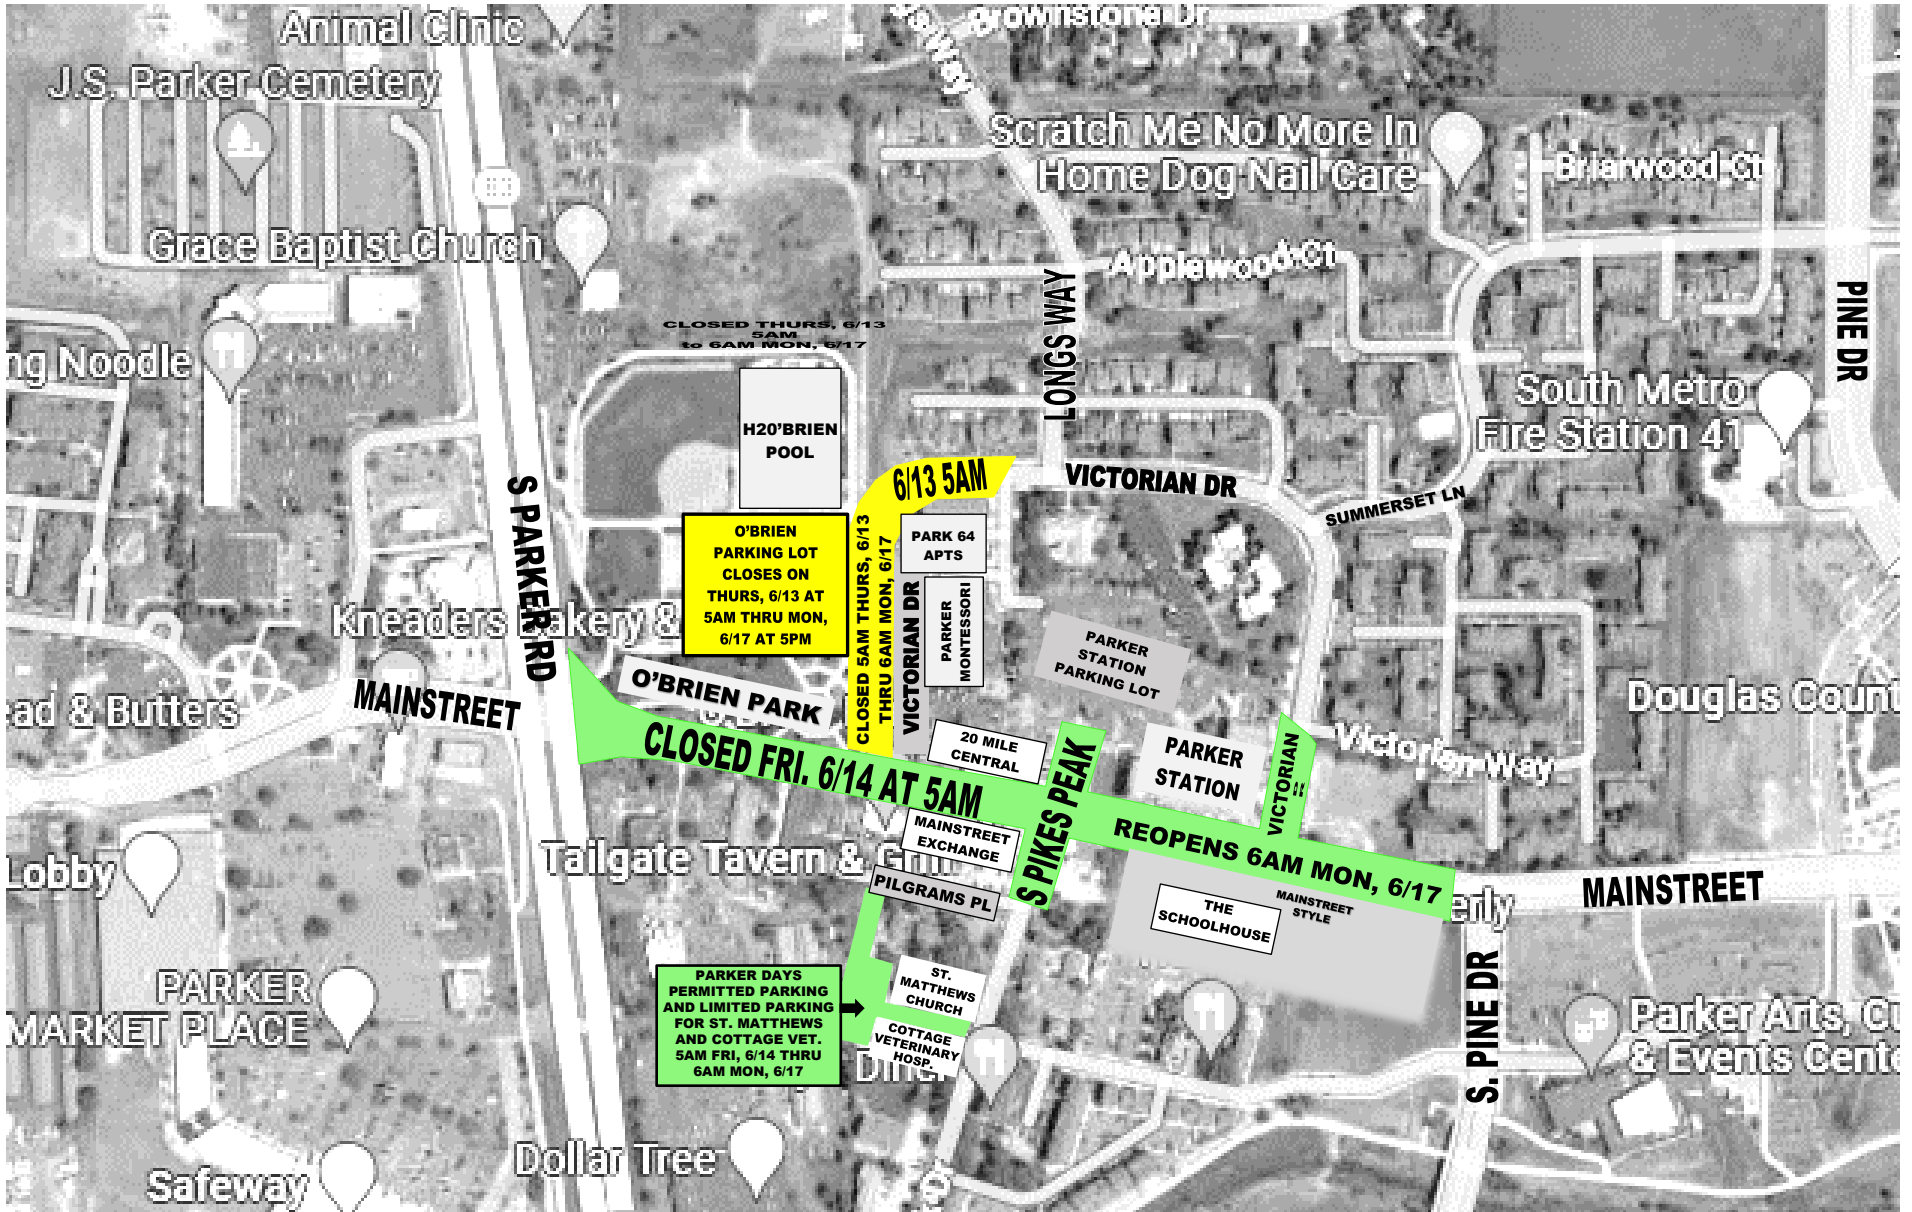 Animal Clinic
Brownstone Dr
J.S. Parker Cemetery
Scratch Me No More In
Home Dog Nail Care
Briarwood St
Grace Baptist Church
Applewood Ct
LONGS WAY
PINE DR
CLOSED THURS, 6/13
5AM
to 6AM MON, 6/17
ng Noodle
South Metro
Fire Station 41
H20'BRIEN
POOL
6/13 5AM
VICTORIAN DR
SUMMERSET LN
S PARKER RD
O'BRIEN
PARKING LOT
CLOSES ON
THURS, 6/13 AT
5AM THRU MON,
6/17 AT 5PM
CLOSED 5AM THURS, 6/13
THRU 6AM MON, 6/17
VICTORIAN DR
PARK 64
APTS
PARKER
MONTESSORI
PARKER
STATION
PARKING LOT
Kneaders Bakery &
ead & Butters
MAINSTREET
O'BRIEN PARK
Douglas Count
CLOSED FRI. 6/14 AT 5AM
20 MILE
CENTRAL
S PIKES PEAK
PARKER
STATION
VICTORIAN
Victorian Way
Lobby
Tailgate Tavern & Grill
MAINSTREET
EXCHANGE
REOPENS 6AM MON, 6/17
MAINSTREET
erly
PILGRAMS PL
THE
SCHOOLHOUSE
MAINSTREET
STYLE
PARKER
MARKET PLACE
PARKER DAYS
PERMITTED PARKING
AND LIMITED PARKING
FOR ST. MATTHEWS
AND COTTAGE VET.
5AM FRI, 6/14 THRU
6AM MON, 6/17
ST.
MATTHEWS
CHURCH
COTTAGE
VETERINARY
HOSP.
Diner
S. PINE DR
Parker Arts, Cu
& Events Cente
Dollar Tree
Safeway